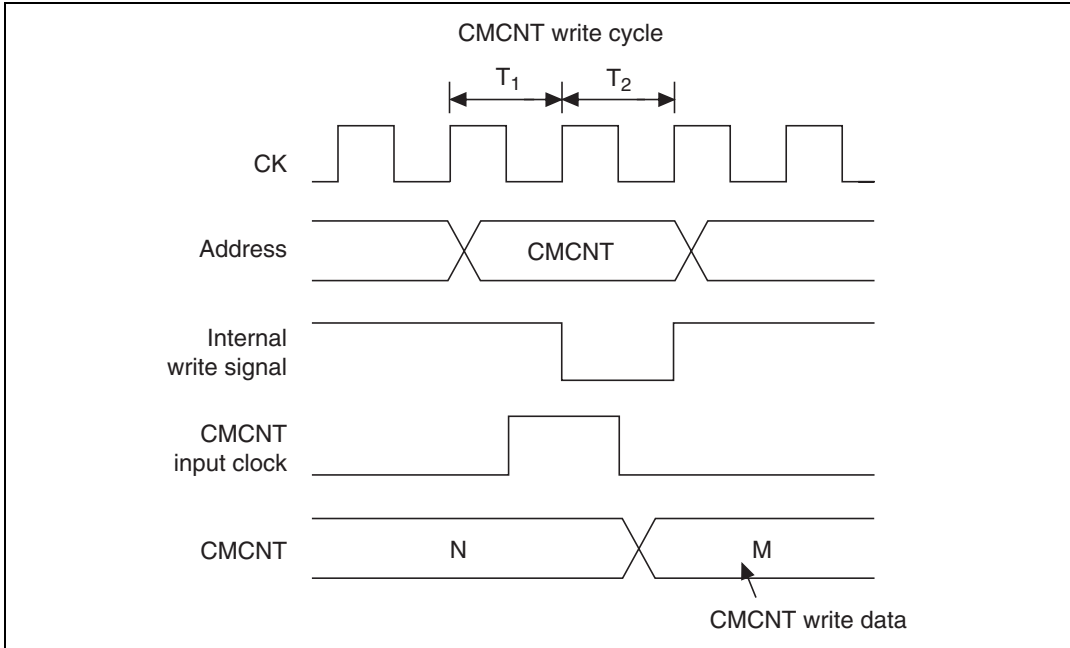 CMCNT write cycle
T1 T2
CK
Address
CMCNT
Internal
write signal
CMCNT
input clock
CMCNT
N M
CMCNT write data